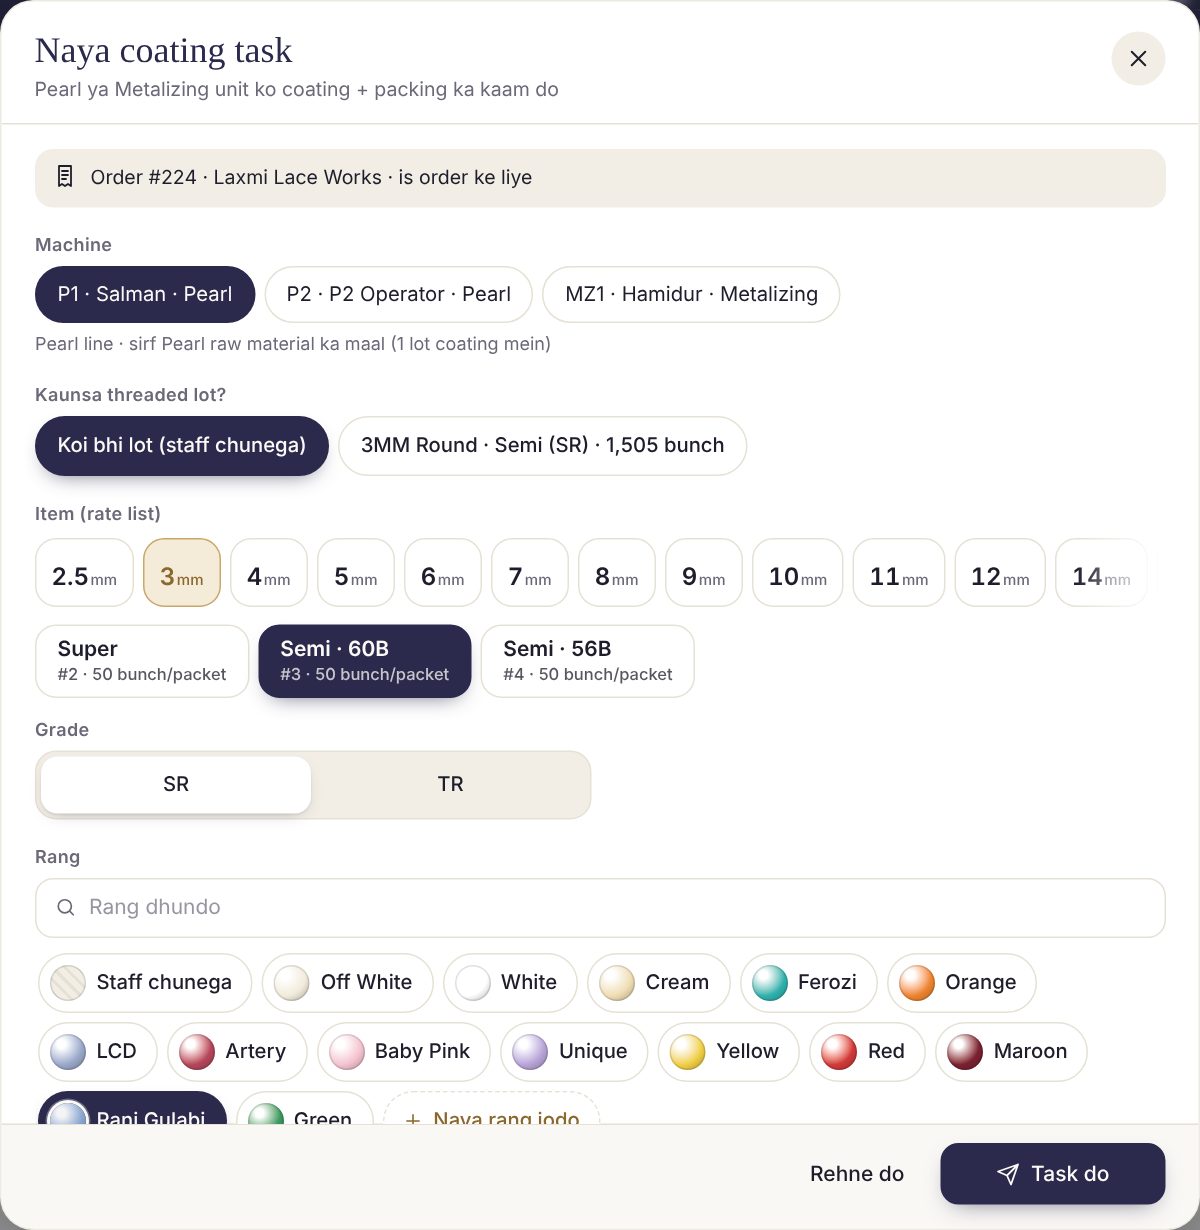 Naya coating task
Pearl ya Metalizing unit ko coating + packing ka kaam do
Order #224 · Laxmi Lace Works · is order ke liye
Machine
P1 · Salman · Pearl
P2 · P2 Operator · Pearl
MZ1 · Hamidur · Metalizing
Pearl line · sirf Pearl raw material ka maal (1 lot coating mein)
Kaunsa threaded lot?
Koi bhi lot (staff chunega)
3MM Round · Semi (SR) · 1,505 bunch
Item (rate list)
2.5mm
3mm
4mm
5mm
6mm
7mm
8mm
9mm
10mm
11mm
12mm
14mm
Super
#2 · 50 bunch/packet
Semi · 60B
#3 · 50 bunch/packet
Semi · 56B
#4 · 50 bunch/packet
Grade
SR
TR
Rang
Rang dhundo
Staff chunega
Off White
White
Cream
Ferozi
Orange
LCD
Artery
Baby Pink
Unique
Yellow
Red
Maroon
Rani Gulabi
Green
+ Naya rang jodo
Rehne do
Task do